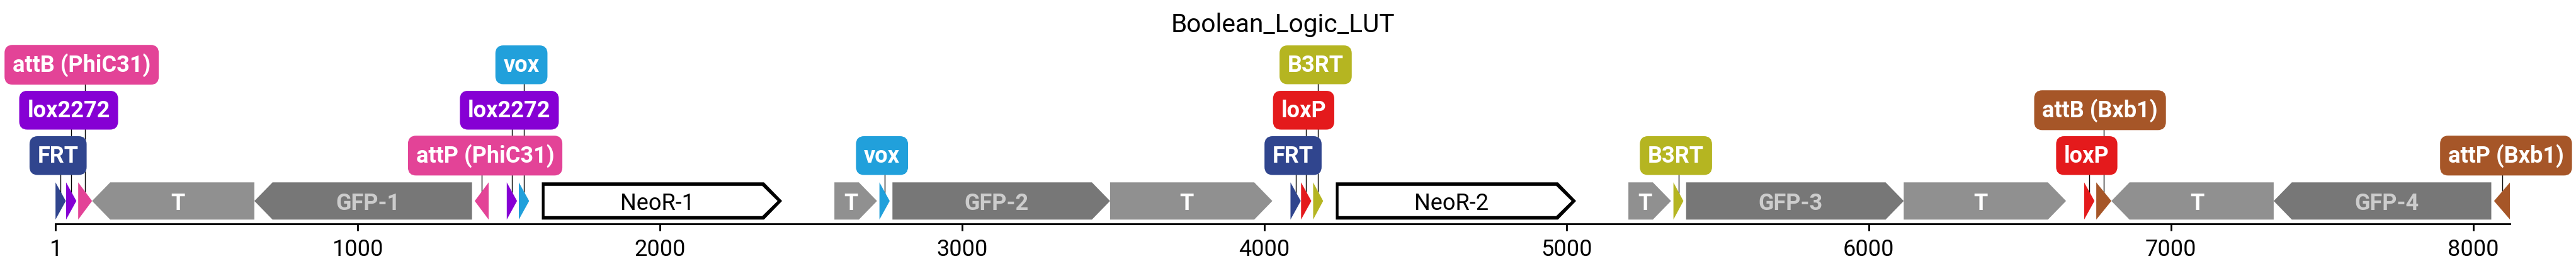 Boolean_Logic_LUT
attB (PhiC31) vox B3RT
lox2272 lox2272 loxP attB (Bxb1)
FRT attP (PhiC31) vox FRT B3RT loxP attP (Bxb1)
T GFP-1 NeoR-1 T GFP-2 T NeoR-2 T GFP-3 T T GFP-4
1 1000 2000 3000 4000 5000 6000 7000 8000